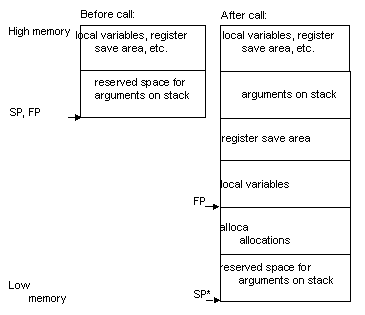 Before call:
After call:
High memory
local variables, register
save area, etc.
local variables, register
save area, etc.
reserved space for
arguments on stack
arguments on stack
SP, FP
register save area
local variables
FP
alloca
allocations
reserved space for
arguments on stack
Low
memory
SP*